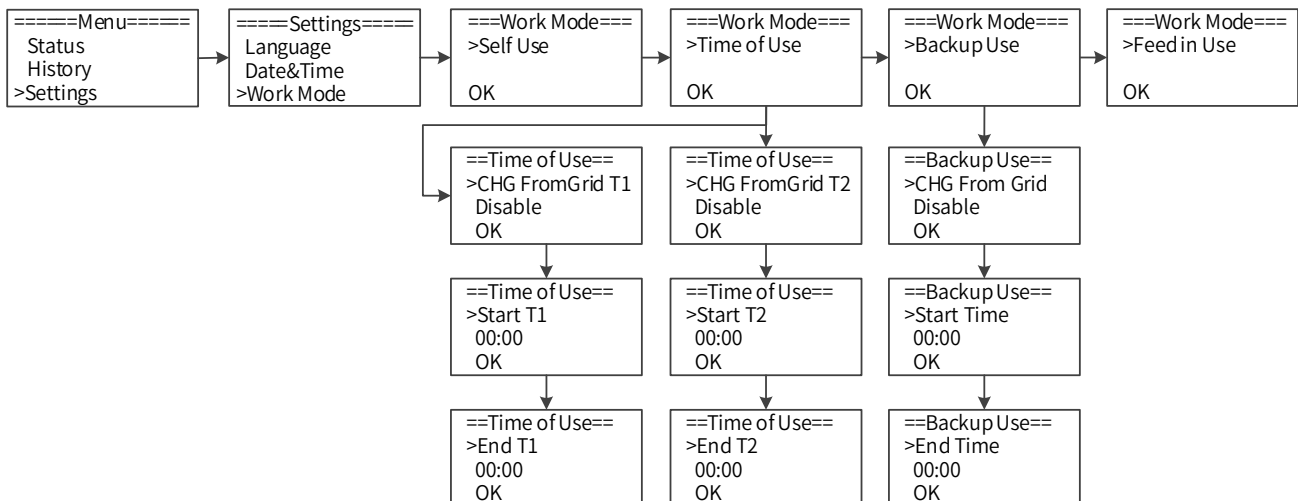 ======Menu======
Status
History
>Settings
=====Settings=====
Language
Date&Time
>Work Mode
===Work Mode===
>Self Use
OK
===Work Mode===
>Time of Use
OK
===Work Mode===
>Backup Use
OK
===Work Mode===
>Feed in Use
OK
==Time of Use==
>CHG FromGrid T1
Disable
OK
==Time of Use==
>CHG FromGrid T2
Disable
OK
==Backup Use==
>CHG From Grid
Disable
OK
==Time of Use==
>Start T1
00:00
OK
==Time of Use==
>Start T2
00:00
OK
==Backup Use==
>Start Time
00:00
OK
==Time of Use==
>End T1
00:00
OK
==Time of Use==
>End T2
00:00
OK
==Backup Use==
>End Time
00:00
OK